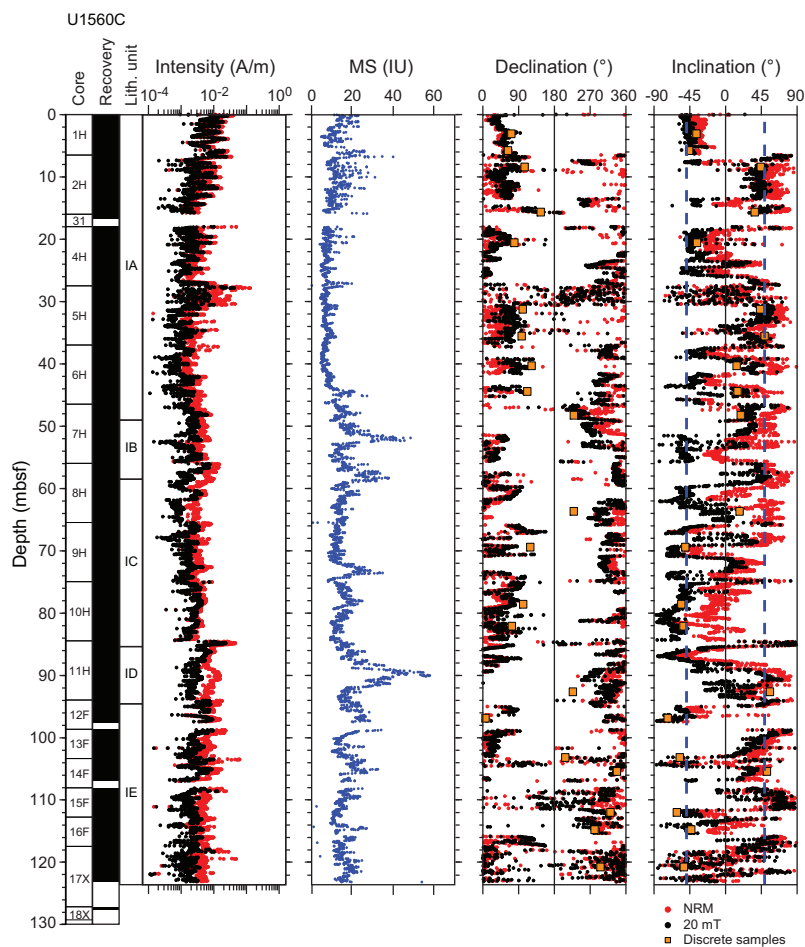 U1560C
Core Recovery Lith. unit
Intensity (A/m) MS (IU) Declination (°) Inclination (°)
10⁻⁴ 10⁻² 10⁰ 0 20 40 60 0 90 180 270 360 -90 -45 0 45 90
Depth (mbsf)
0
10
20
30
40
50
60
70
80
90
100
110
120
130
1H
2H
31
4H
5H
6H
7H
8H
9H
10H
11H
12F
13F
14F
15F
16F
17X
18X
IA
IB
IC
ID
IE
NRM
20 mT
Discrete samples